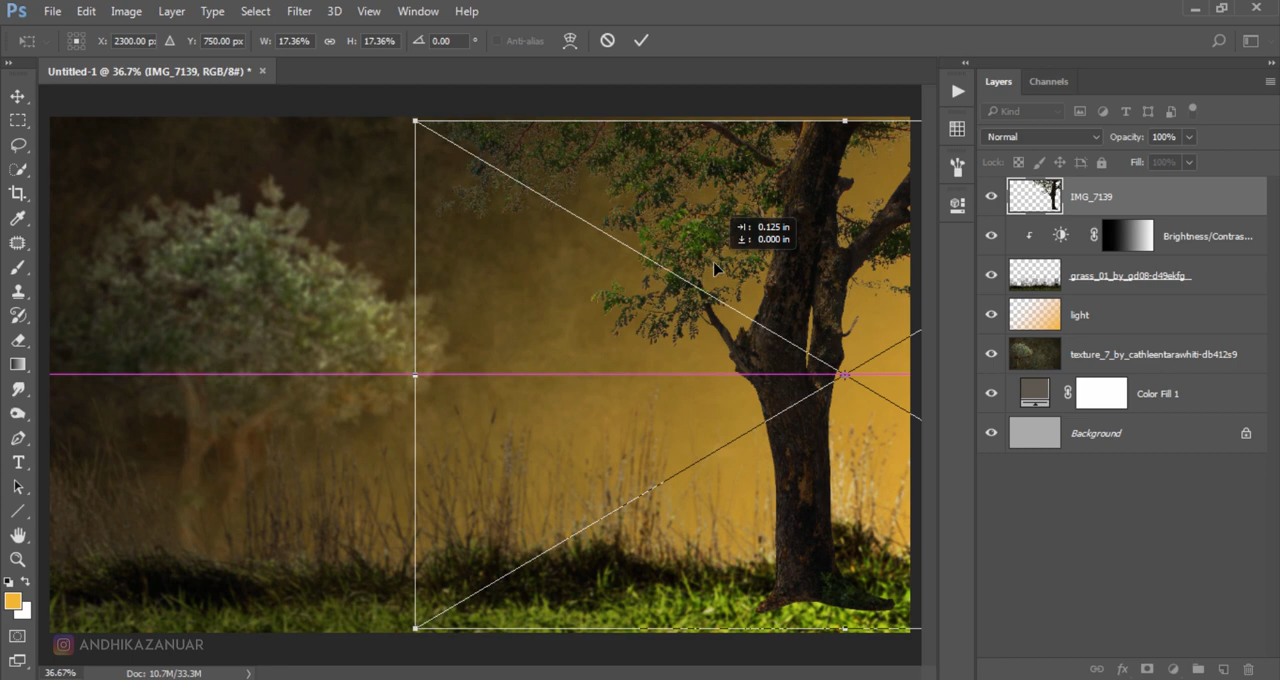 Ps File Edit Image Layer Type Select Filter 3D View Window Help
X: 2300.00 p: Y: 750.00 px W: 17.36% H: 17.36% 0.00 ° Anti-alias
Untitled-1 @ 36.7% (IMG_7139, RGB/8#) * ×
Layers Channels
Kind
Normal Opacity: 100%
Lock: Fill: 100%
IMG_7139
Brightness/Contras...
grass_01_by_gd08-d49ekfg
light
texture_7_by_cathleentarawhiti-db412s9
Color Fill 1
Background
: 0.125 in
: 0.000 in
ANDHIKAZANUAR
36.67% Doc: 10.7M/33.3M
fx